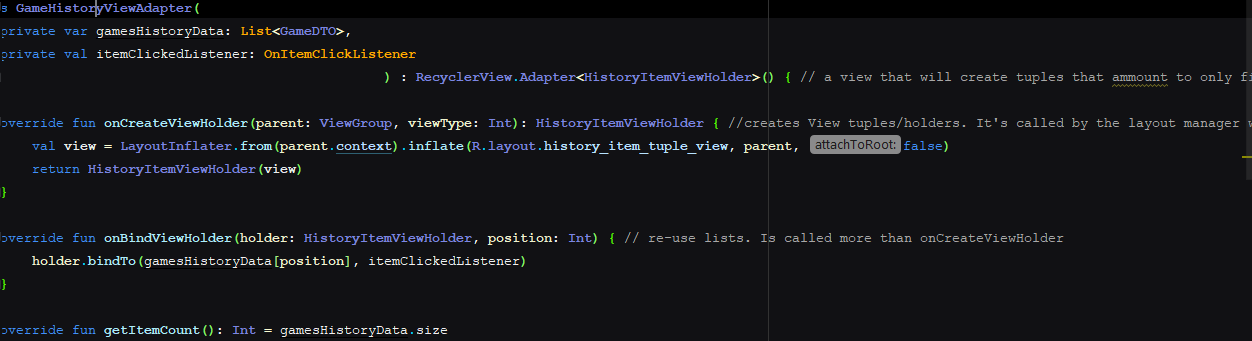 s GameHistoryViewAdapter(
private var gamesHistoryData: List<GameDTO>,
private val itemClickedListener: OnItemClickListener
) : RecyclerView.Adapter<HistoryItemViewHolder>() { // a view that will create tuples that ammount to only
override fun onCreateViewHolder(parent: ViewGroup, viewType: Int): HistoryItemViewHolder { //creates View tuples/holders. It's called by the layout manager
val view = LayoutInflater.from(parent.context).inflate(R.layout.history_item_tuple_view, parent, attachToRoot: false)
return HistoryItemViewHolder(view)
}
override fun onBindViewHolder(holder: HistoryItemViewHolder, position: Int) { // re-use lists. Is called more than onCreateViewHolder
holder.bindTo(gamesHistoryData[position], itemClickedListener)
}
override fun getItemCount(): Int = gamesHistoryData.size